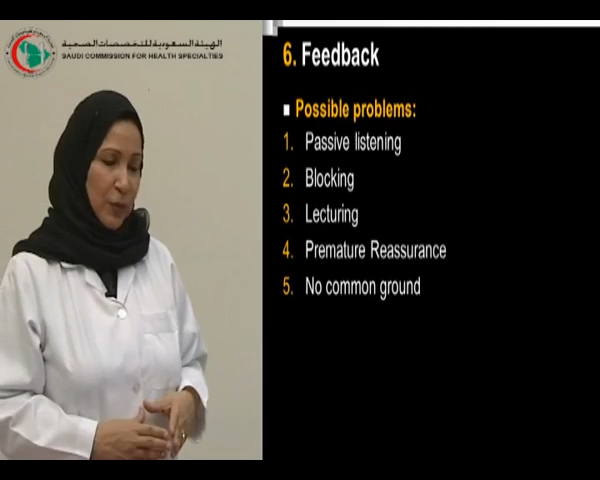 الهيئة السعودية للتخصصات الصحية
SAUDI COMMISSION FOR HEALTH SPECIALTIES
6. Feedback
Possible problems:
1. Passive listening
2. Blocking
3. Lecturing
4. Premature Reassurance
5. No common ground